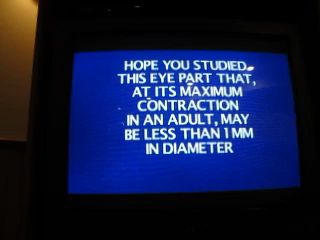 HOPE YOU STUDIED
THIS EYE PART THAT,
AT ITS MAXIMUM
CONTRACTION
IN AN ADULT, MAY
BE LESS THAN 1 MM
IN DIAMETER